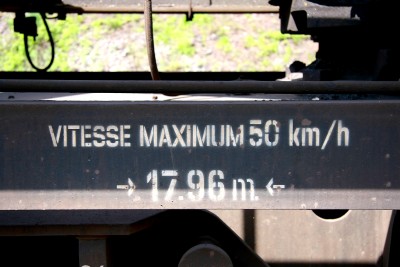 VITESSE MAXIMUM 50 km/h
→ 17.96 m ←